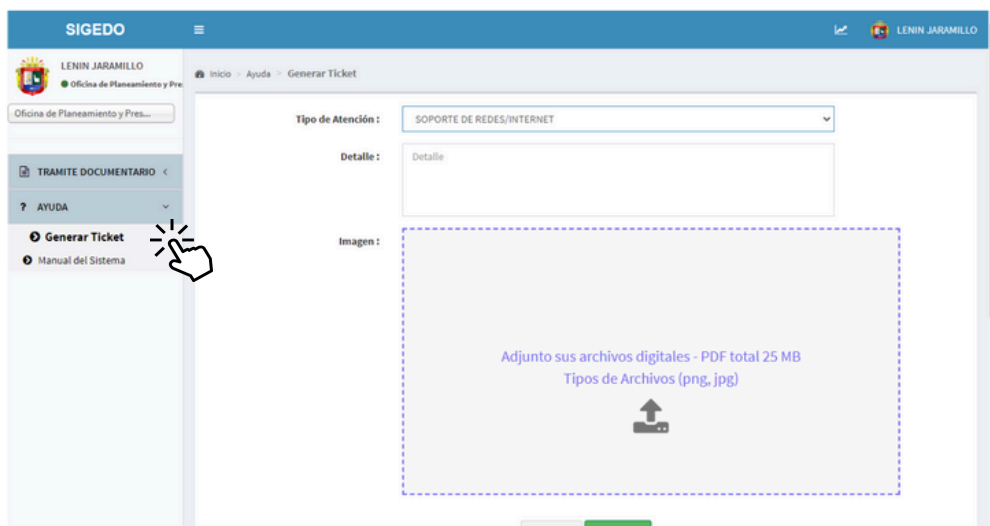 SIGEDO
LENIN JARAMILLO
LENIN JARAMILLO
Oficina de Planeamiento y Pre
Oficina de Planeamiento y Pres...
TRAMITE DOCUMENTARIO
? AYUDA
Generar Ticket
Manual del Sistema
Inicio > Ayuda > Generar Ticket
Tipo de Atención :
SOPORTE DE REDES/INTERNET
Detalle :
Detalle
Imagen :
Adjunto sus archivos digitales - PDF total 25 MB
Tipos de Archivos (png, jpg)